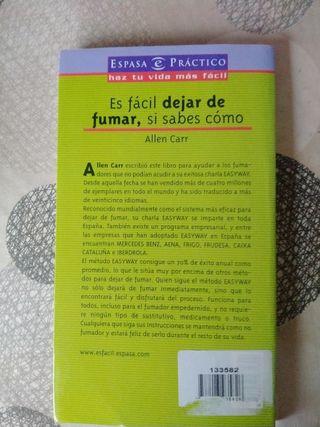 ESPASA e PRÁCTICO
haz tu vida más fácil
Es fácil dejar de
fumar, si sabes cómo
Allen Carr
Allen Carr escribió este libro para ayudar a los fuma-
dores que no podían acudir a su exitosa charla EASYWAY.
Desde aquella fecha se han vendido más de cuatro millones
de ejemplares en todo el mundo y ha sido traducido a más
de veinticinco idiomas.
Reconocido mundialmente como el sistema más eficaz para
dejar de fumar, su charla EASYWAY se imparte en toda
España. También existe un programa empresarial, y entre
las empresas que han adoptado EASYWAY en España se
encuentran MERCEDES BENZ, AENA, FRIGO, FRUDESA, CAIXA
CATALUÑA e IBERDROLA.
El método EASYWAY consigue un 70% de éxito anual como
promedio, lo que le sitúa muy por encima de otros méto-
dos para dejar de fumar. Quien sigue el método EASYWAY
no sólo dejará de fumar inmediatamente, sino que lo
encontrará fácil y disfrutará del proceso. Funciona para
todos, incluso para el fumador empedernido, y no requie-
re ningún tipo de sustitutivo, medicamento o truco.
Cualquiera que siga sus instrucciones se mantendrá como no
fumador y estará feliz de serlo durante el resto de su vida.
www.esfacil.espasa.com
133582